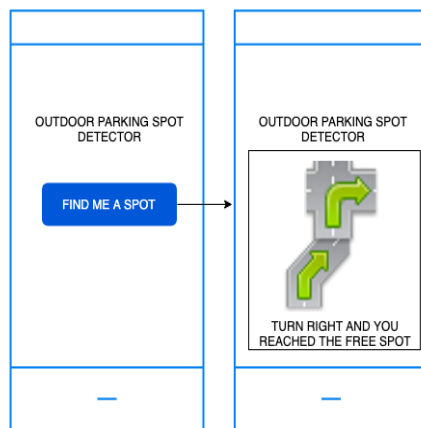 OUTDOOR PARKING SPOT
DETECTOR
FIND ME A SPOT
OUTDOOR PARKING SPOT
DETECTOR
TURN RIGHT AND YOU
REACHED THE FREE SPOT